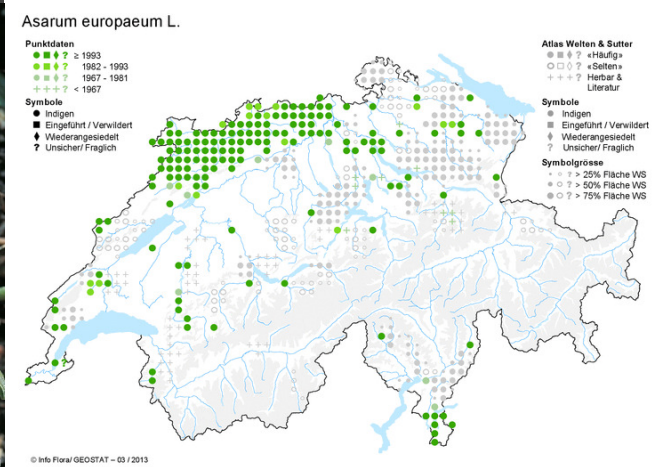 Asarum europaeum L.
Punktdaten
? ≥ 1993
? 1982 - 1993
? 1967 - 1981
+ + + ? < 1967
Symbole
Indigen
Eingeführt / Verwildert
Wiederangesiedelt
? Unsicher/ Fraglich
Atlas Welten & Sutter
? «Häufig»
? «Selten»
+ + + ? Herbar &
Literatur
Symbole
Indigen
Eingeführt / Verwildert
Wiederangesiedelt
? Unsicher/ Fraglich
Symbolgrösse
? > 25% Fläche WS
? > 50% Fläche WS
? > 75% Fläche WS
?
© Info Flora/ GEOSTAT – 03 / 2013